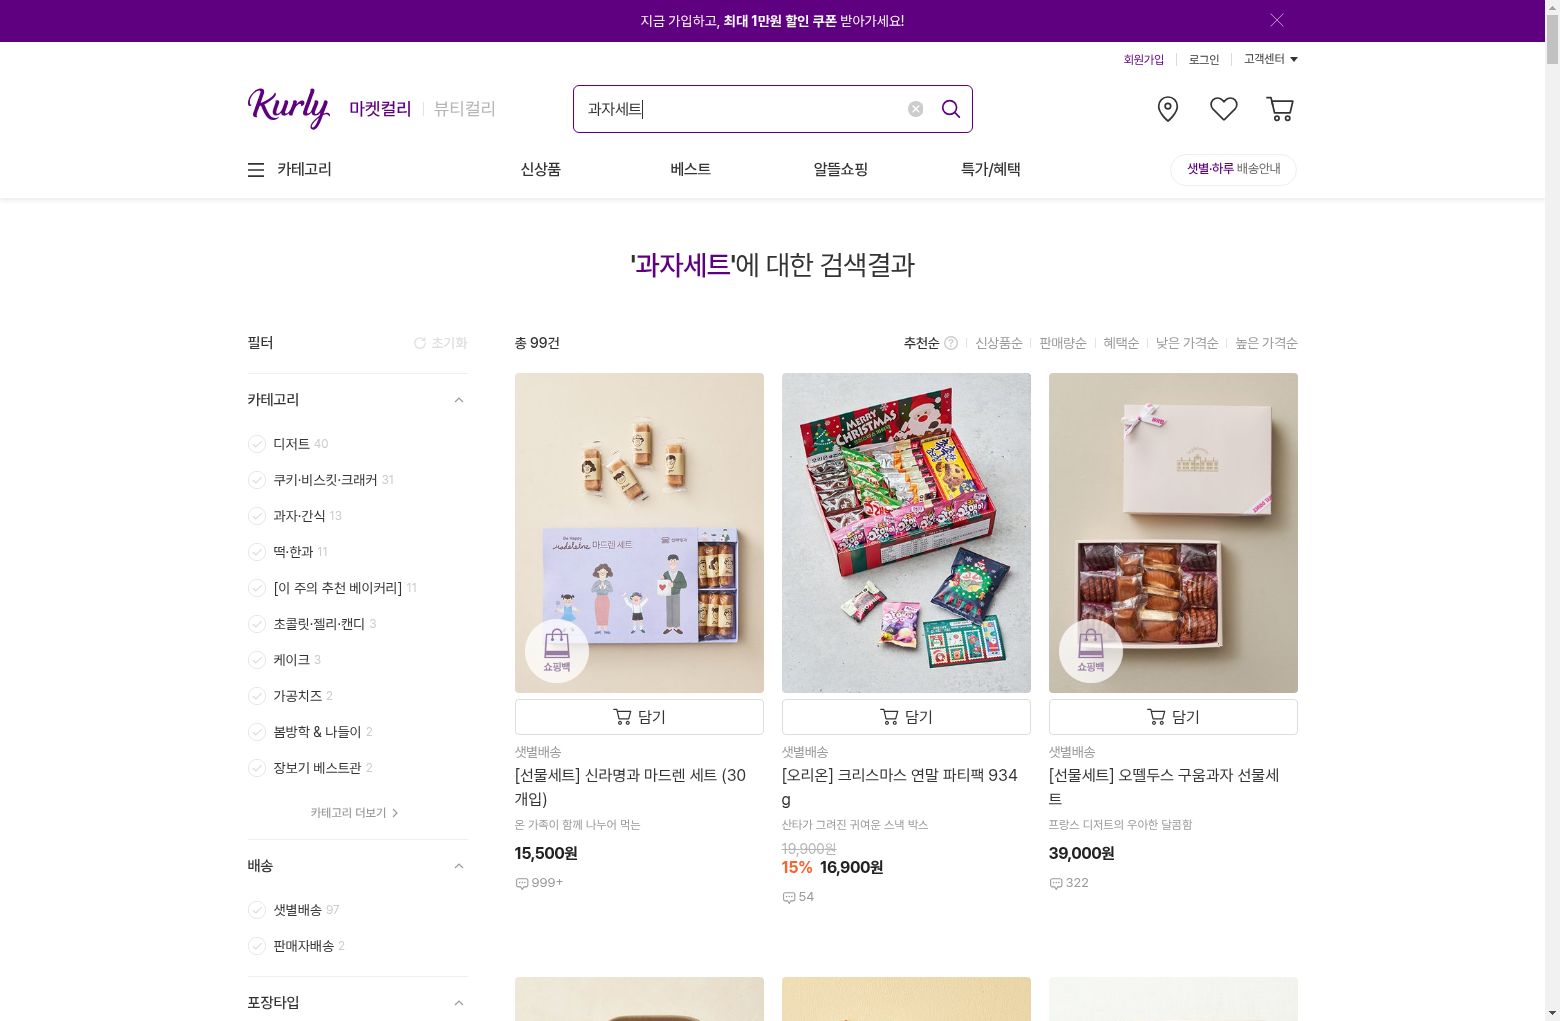 지금 가입하고, 최대 1만원 할인 쿠폰 받아가세요!
회원가입 로그인 고객센터
Kurly 마켓컬리 뷰티컬리
과자세트
카테고리 신상품 베스트 알뜰쇼핑 특가/혜택 샛별·하루 배송안내
'과자세트'에 대한 검색결과
필터 초기화
총 99건 추천순 ? 신상품순 판매량순 혜택순 낮은 가격순 높은 가격순
카테고리
디저트 40
쿠키·비스킷·크래커 31
과자·간식 13
떡·한과 11
[이 주의 추천 베이커리] 11
초콜릿·젤리·캔디 3
케이크 3
가공치즈 2
봄방학 & 나들이 2
장보기 베스트관 2
카테고리 더보기
배송
샛별배송 97
판매자배송 2
포장타입
Be Happy
madeleine 마드렌 세트
쇼핑백
담기
샛별배송
[선물세트] 신라명과 마드렌 세트 (30
개입)
온 가족이 함께 나누어 먹는
15,500원
999+
MERRY
CHRISTMAS
담기
샛별배송
[오리온] 크리스마스 연말 파티팩 934
g
산타가 그려진 귀여운 스낵 박스
19,900원
15% 16,900원
54
쇼핑백
담기
샛별배송
[선물세트] 오뗄두스 구움과자 선물세
트
프랑스 디저트의 우아한 달콤함
39,000원
322